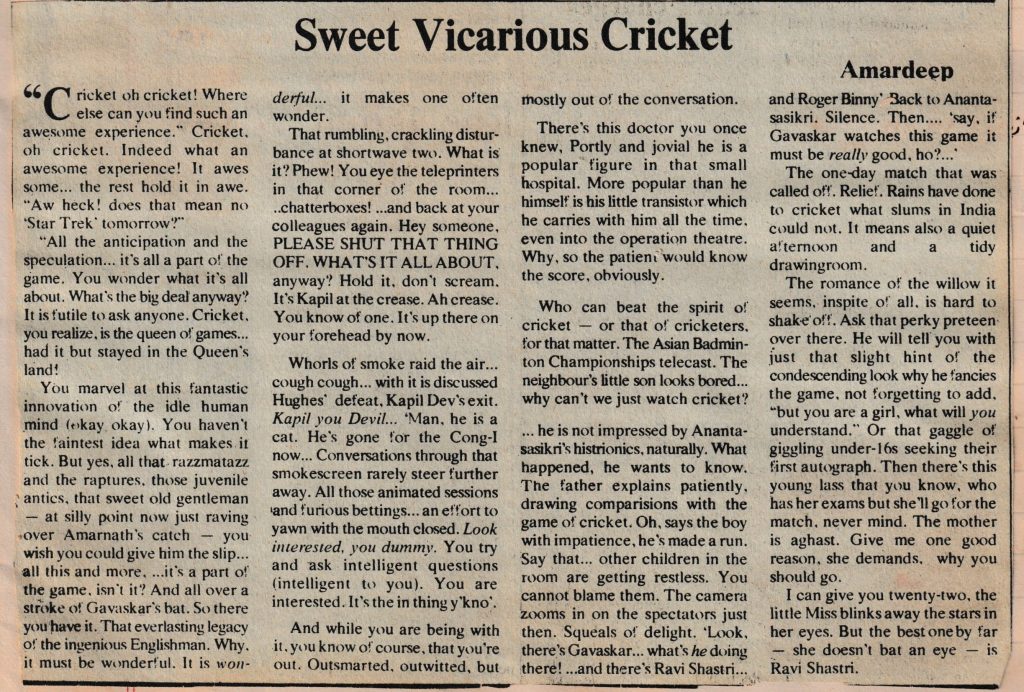 Sweet Vicarious Cricket
Amardeep
“Cricket oh cricket! Where
else can you find such an
awesome experience.” Cricket,
oh cricket. Indeed what an
awesome experience! It awes
some... the rest hold it in awe.
“Aw heck! does that mean no
‘Star Trek’ tomorrow?”
“All the anticipation and the
speculation... it's all a part of the
game. You wonder what it's all
about. What's the big deal anyway?
It is futile to ask anyone. Cricket,
you realize, is the queen of games...
had it but stayed in the Queen's
land!
You marvel at this fantastic
innovation of the idle human
mind (okay, okay). You haven't
the faintest idea what makes it
tick. But yes, all that razzmatazz
and the raptures, those juvenile
antics, that sweet old gentleman
— at silly point now just raving
over Amarnath's catch — you
wish you could give him the slip...
all this and more, ...it's a part of
the game, isn't it? And all over a
stroke of Gavaskar's bat. So there
you have it. That everlasting legacy
of the ingenious Englishman. Why,
it must be wonderful. It is won-
derful... it makes one often
wonder.
That rumbling, crackling distur-
bance at shortwave two. What is
it? Phew! You eye the teleprinters
in that corner of the room...
..chatterboxes! ...and back at your
colleagues again. Hey someone,
PLEASE SHUT THAT THING
OFF. WHAT'S IT ALL ABOUT,
anyway? Hold it, don't scream.
It's Kapil at the crease. Ah crease.
You know of one. It's up there on
your forehead by now.
Whorls of smoke raid the air...
cough cough... with it is discussed
Hughes' defeat, Kapil Dev's exit.
Kapil you Devil... ‘Man, he is a
cat. He's gone for the Cong-I
now... Conversations through that
smokescreen rarely steer further
away. All those animated sessions
and furious bettings... an effort to
yawn with the mouth closed. Look
interested, you dummy. You try
and ask intelligent questions
(intelligent to you). You are
interested. It's the in thing y'kno'.
And while you are being with
it, you know of course, that you're
out. Outsmarted, outwitted, but
mostly out of the conversation.
There's this doctor you once
knew, Portly and jovial he is a
popular figure in that small
hospital. More popular than he
himself is his little transistor which
he carries with him all the time,
even into the operation theatre.
Why, so the patient would know
the score, obviously.
Who can beat the spirit of
cricket — or that of cricketers,
for that matter. The Asian Badmin-
ton Championships telecast. The
neighbour's little son looks bored...
why can't we just watch cricket?
... he is not impressed by Ananta-
sasikri's histrionics, naturally. What
happened, he wants to know.
The father explains patiently,
drawing comparisions with the
game of cricket. Oh, says the boy
with impatience, he's made a run.
Say that... other children in the
room are getting restless. You
cannot blame them. The camera
zooms in on the spectators just
then. Squeals of delight. ‘Look,
there's Gavaskar... what's he doing
there! ...and there's Ravi Shastri...
and Roger Binny’ Back to Ananta-
sasikri. Silence. Then.... ‘say, if
Gavaskar watches this game it
must be really good, ho?...’
The one-day match that was
called off. Relief. Rains have done
to cricket what slums in India
could not. It means also a quiet
afternoon and a tidy
drawingroom.
The romance of the willow it
seems, inspite of all, is hard to
shake off. Ask that perky preteen
over there. He will tell you with
just that slight hint of the
condescending look why he fancies
the game, not forgetting to add,
“but you are a girl, what will you
understand.” Or that gaggle of
giggling under-16s seeking their
first autograph. Then there's this
young lass that you know, who
has her exams but she'll go for the
match, never mind. The mother
is aghast. Give me one good
reason, she demands, why you
should go.
I can give you twenty-two, the
little Miss blinks away the stars in
her eyes. But the best one by far
— she doesn't bat an eye — is
Ravi Shastri.